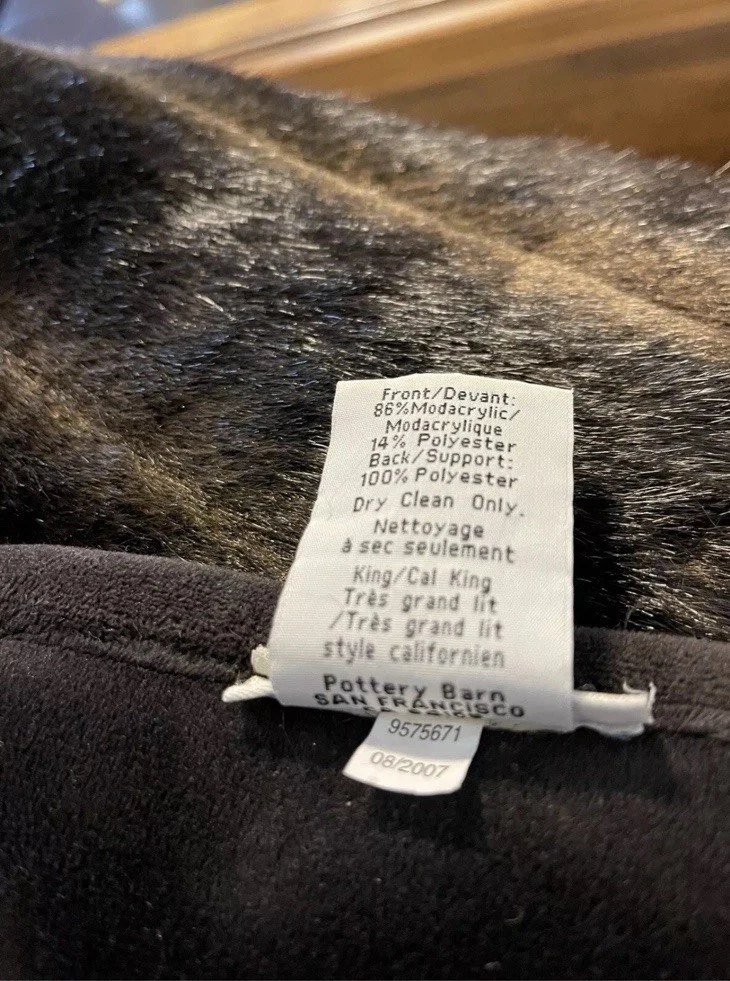 Front/Devant:
86%Modacrylic/
Modacrylique
14% Polyester
Back/Support:
100% Polyester
Dry Clean Only.
Nettoyage
à sec seulement
King/Cal King
Très grand lit
/Très grand lit
style californien
Pottery Barn
SAN FRANCISCO
9575671
08/2007